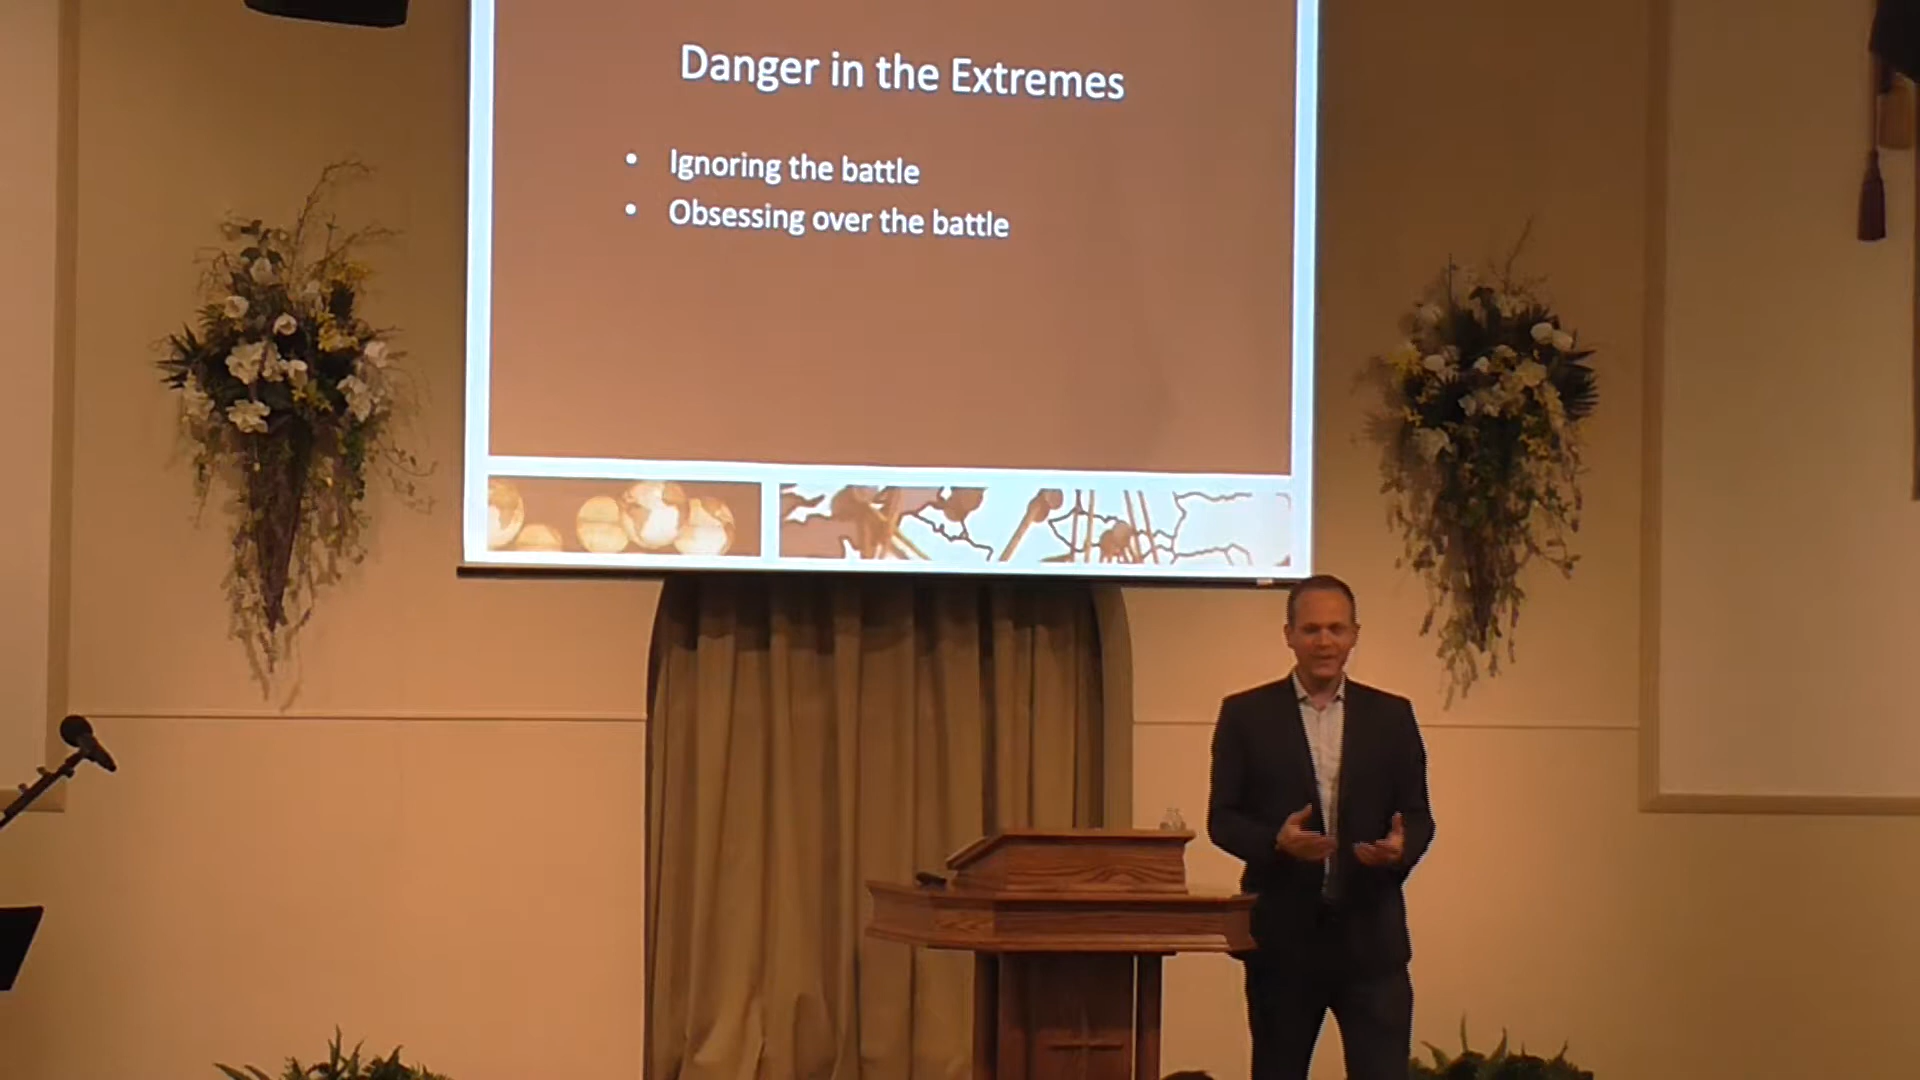 Danger in the Extremes
• Ignoring the battle
• Obsessing over the battle